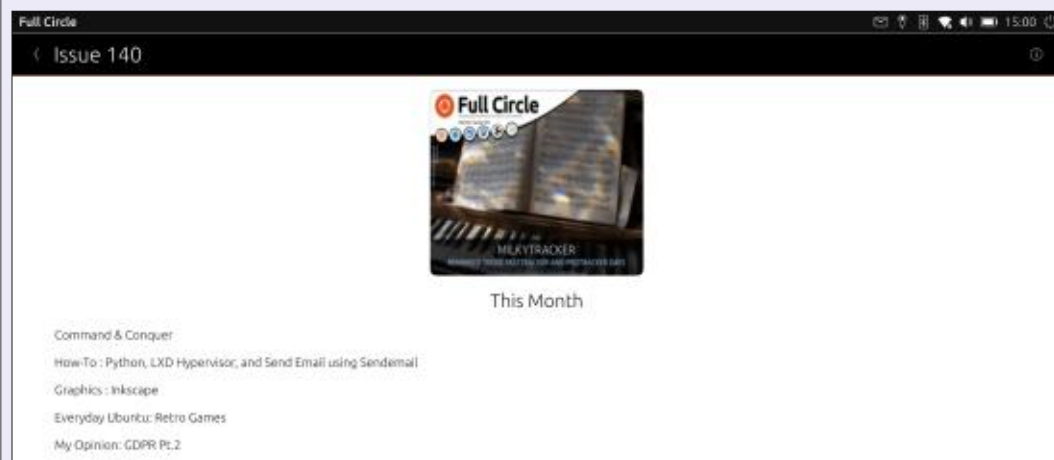 Full Circle
15:00
Issue 140
Full Circle
MILKYTRACKER
This Month
Command & Conquer
How-To : Python, LXD Hypervisor, and Send Email using Sendemail
Graphics : Inkscape
Everyday Ubuntu: Retro Games
My Opinion: GDPR Pt.2